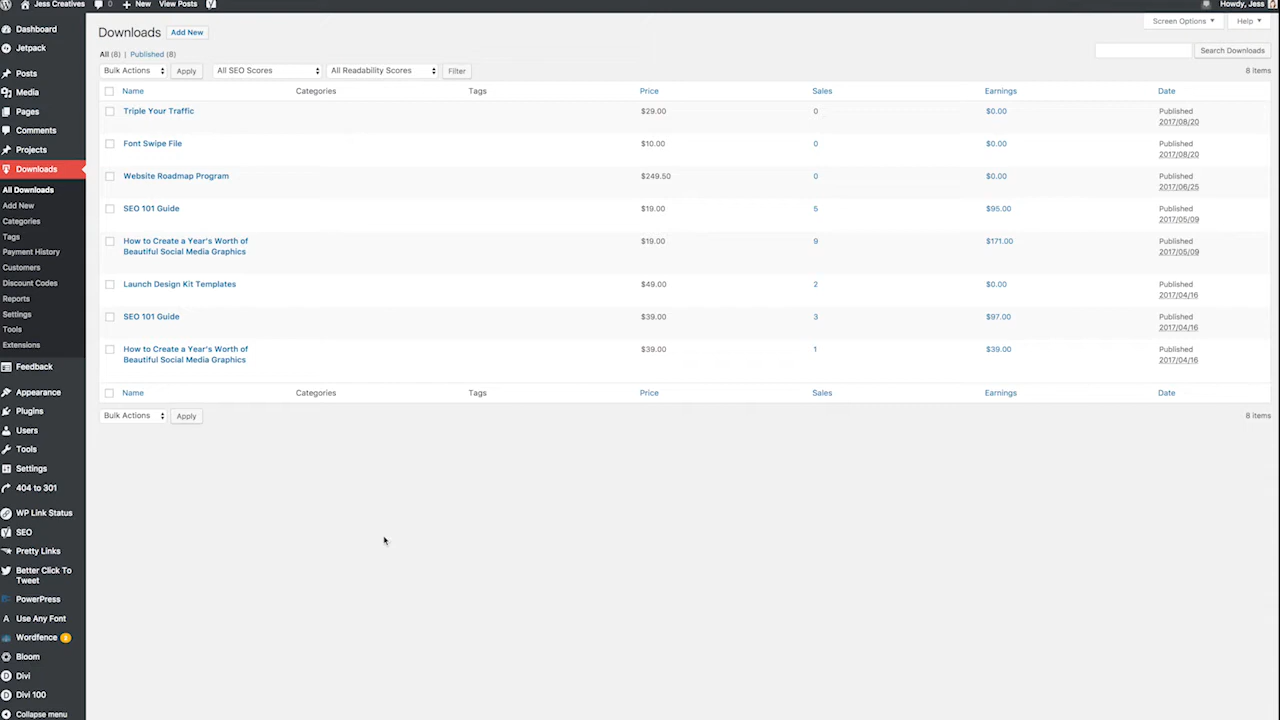 Jess Creatives 0 New View Posts Howdy, Jess
Screen Options Help
Downloads Add New
All (8) | Published (8)
Search Downloads
Bulk Actions Apply All SEO Scores All Readability Scores Filter 8 items
Name Categories Tags Price Sales Earnings Date
Triple Your Traffic $29.00 0 $0.00 Published
2017/08/20
Font Swipe File $10.00 0 $0.00 Published
2017/08/20
Website Roadmap Program $249.50 0 $0.00 Published
2017/06/25
SEO 101 Guide $19.00 5 $95.00 Published
2017/05/09
How to Create a Year's Worth of $19.00 9 $171.00 Published
Beautiful Social Media Graphics 2017/05/09
Launch Design Kit Templates $49.00 2 $0.00 Published
2017/04/16
SEO 101 Guide $39.00 3 $97.00 Published
2017/04/16
How to Create a Year's Worth of $39.00 1 $39.00 Published
Beautiful Social Media Graphics 2017/04/16
Name Categories Tags Price Sales Earnings Date
Bulk Actions Apply 8 items
Dashboard
Jetpack
Posts
Media
Pages
Comments
Projects
Downloads
All Downloads
Add New
Categories
Tags
Payment History
Customers
Discount Codes
Reports
Settings
Tools
Extensions
Feedback
Appearance
Plugins
Users
Tools
Settings
404 to 301
WP Link Status
SEO
Pretty Links
Better Click To
Tweet
PowerPress
Use Any Font
Wordfence
Bloom
Divi
Divi 100
Collapse menu